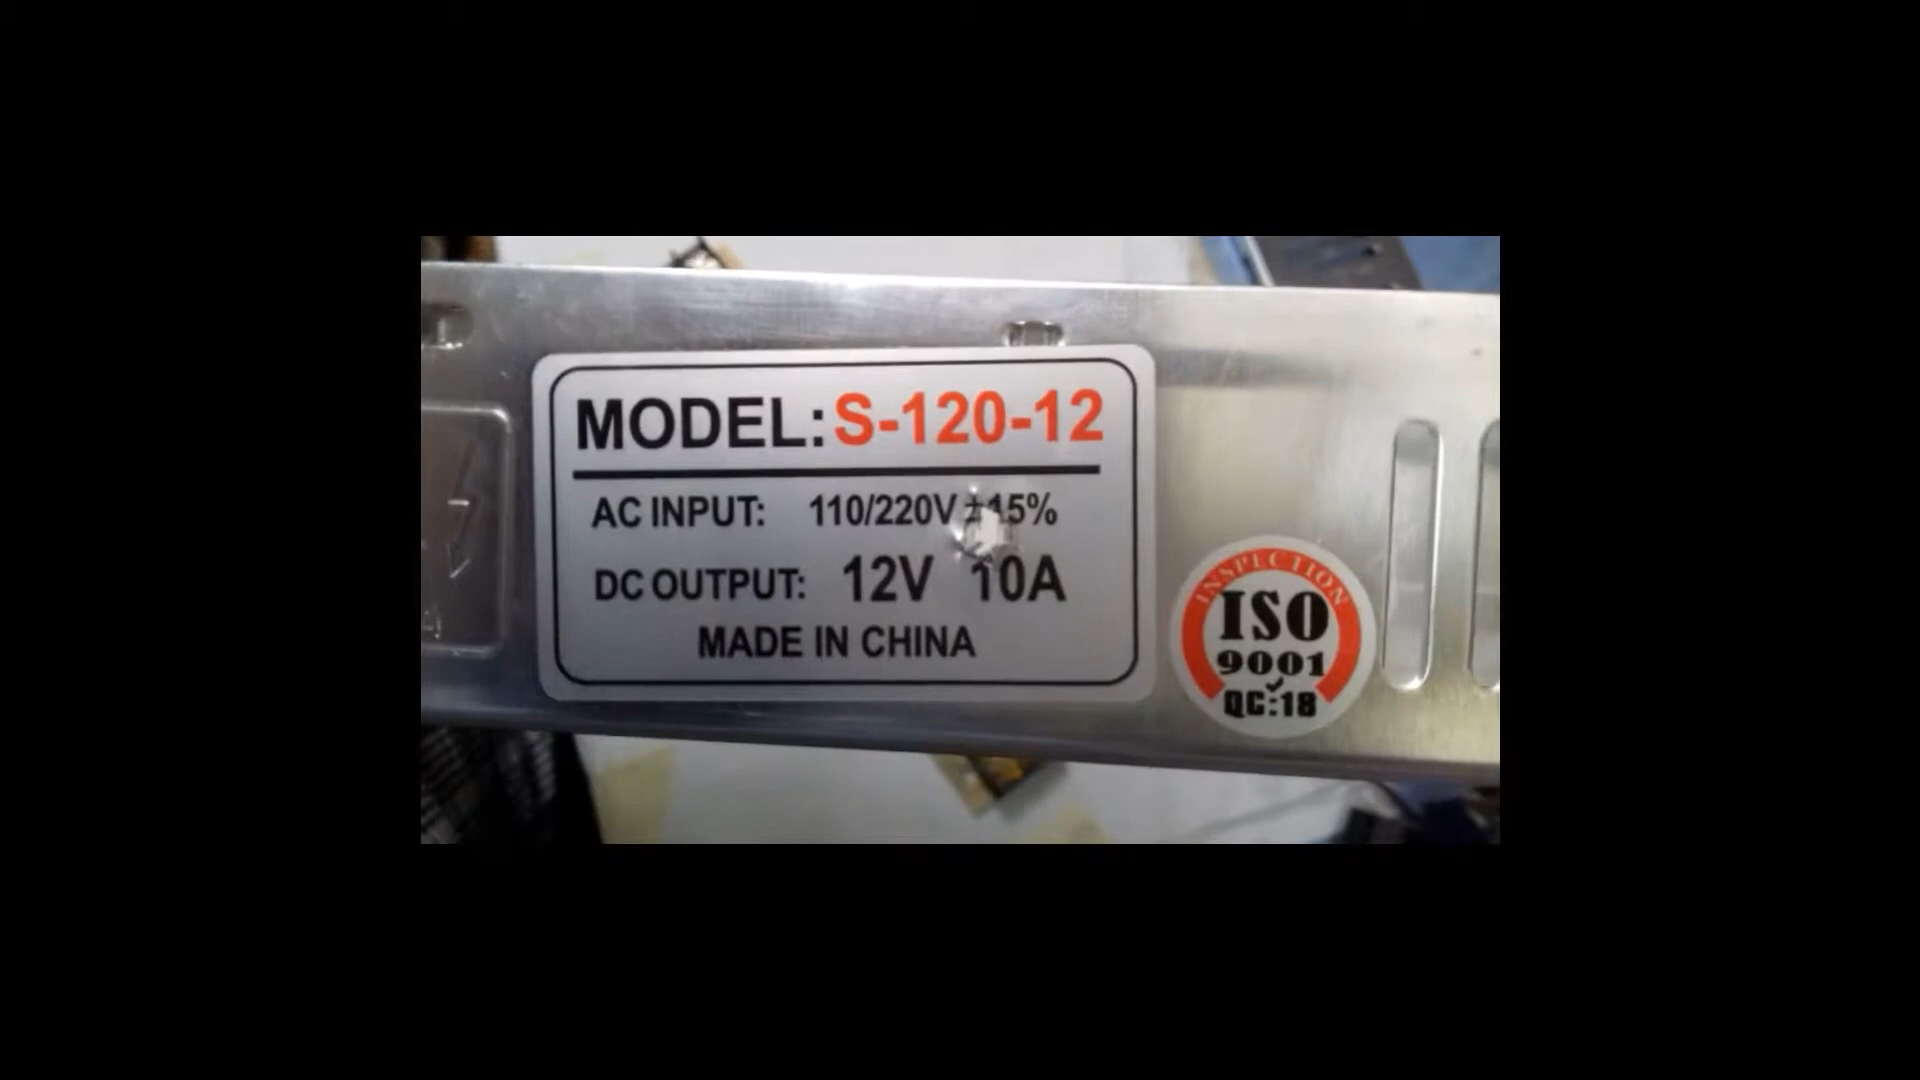 MODEL: S-120-12
AC INPUT: 110/220V ±15%
DC OUTPUT: 12V 10A
MADE IN CHINA
INSPECTION
ISO
9001
QC:18